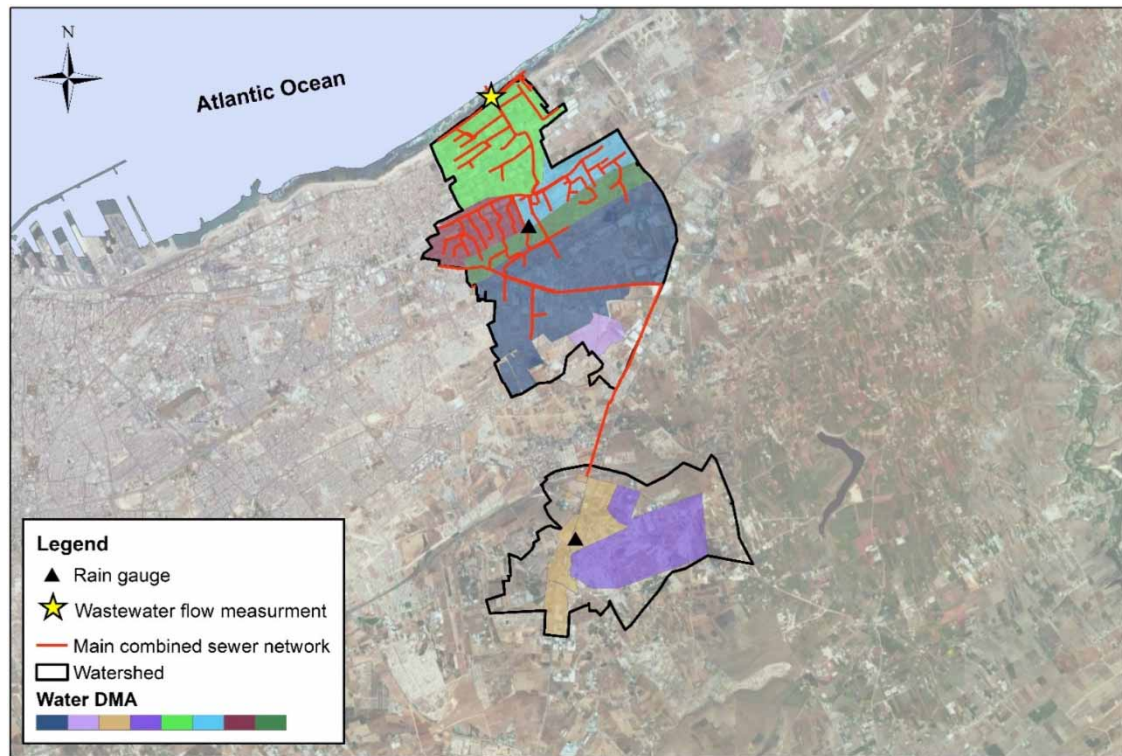 N
Atlantic Ocean
Legend
Rain gauge
Wastewater flow measurment
Main combined sewer network
Watershed
Water DMA